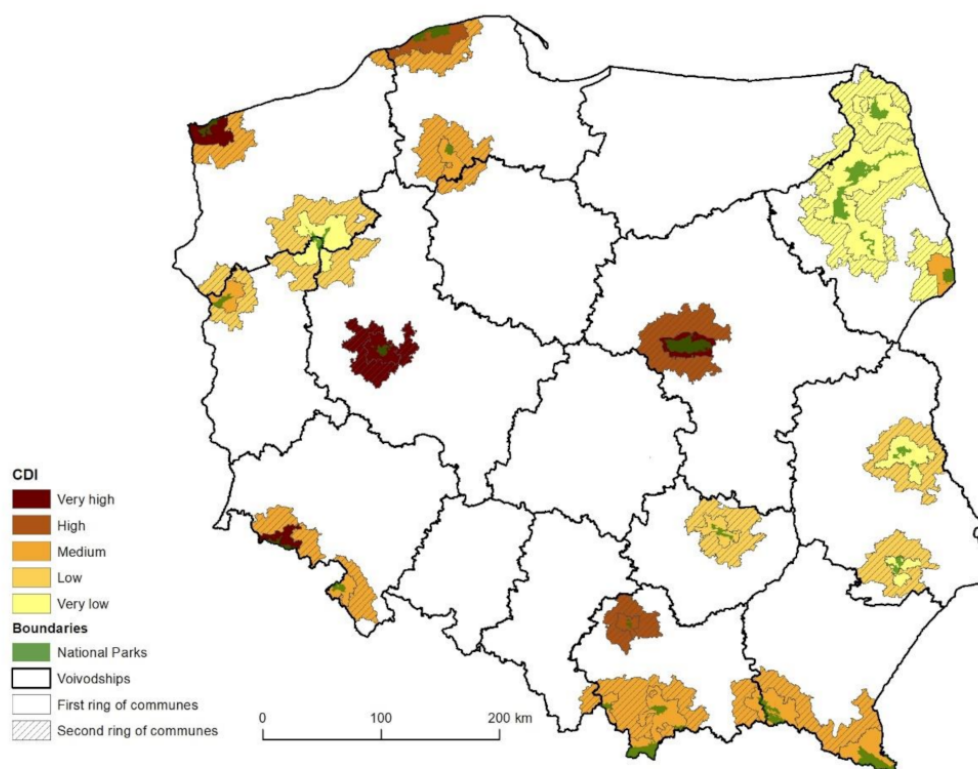 CDI
Very high
High
Medium
Low
Very low
Boundaries
National Parks
Voivodships
First ring of communes
Second ring of communes
0 100 200 km